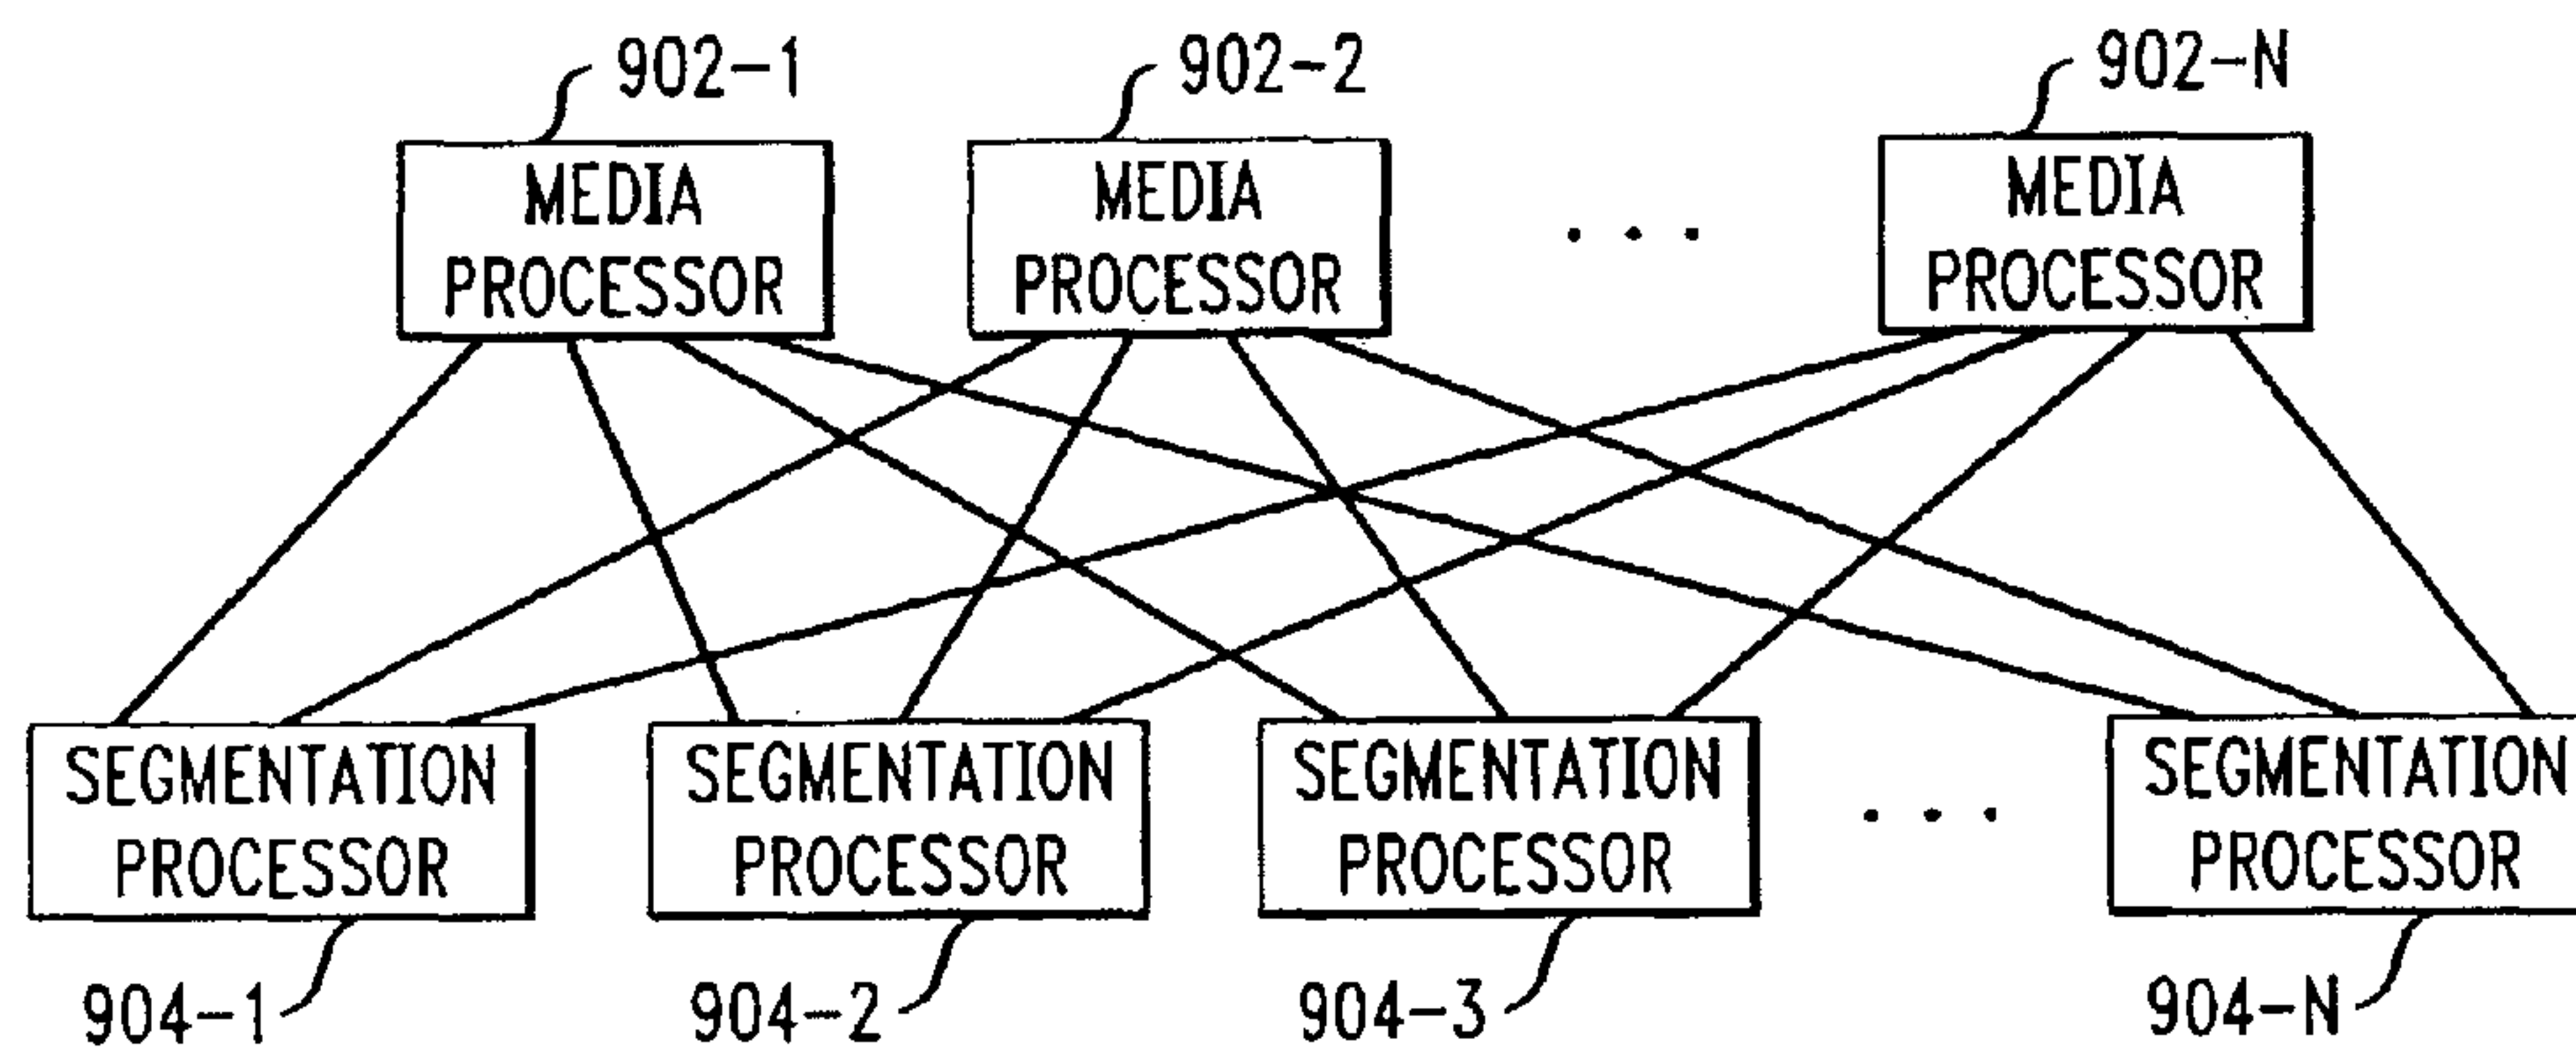 902-1
902-2
902-N
MEDIA
PROCESSOR
MEDIA
PROCESSOR
. . .
MEDIA
PROCESSOR
SEGMENTATION
PROCESSOR
SEGMENTATION
PROCESSOR
SEGMENTATION
PROCESSOR
. . .
SEGMENTATION
PROCESSOR
904-1
904-2
904-3
904-N